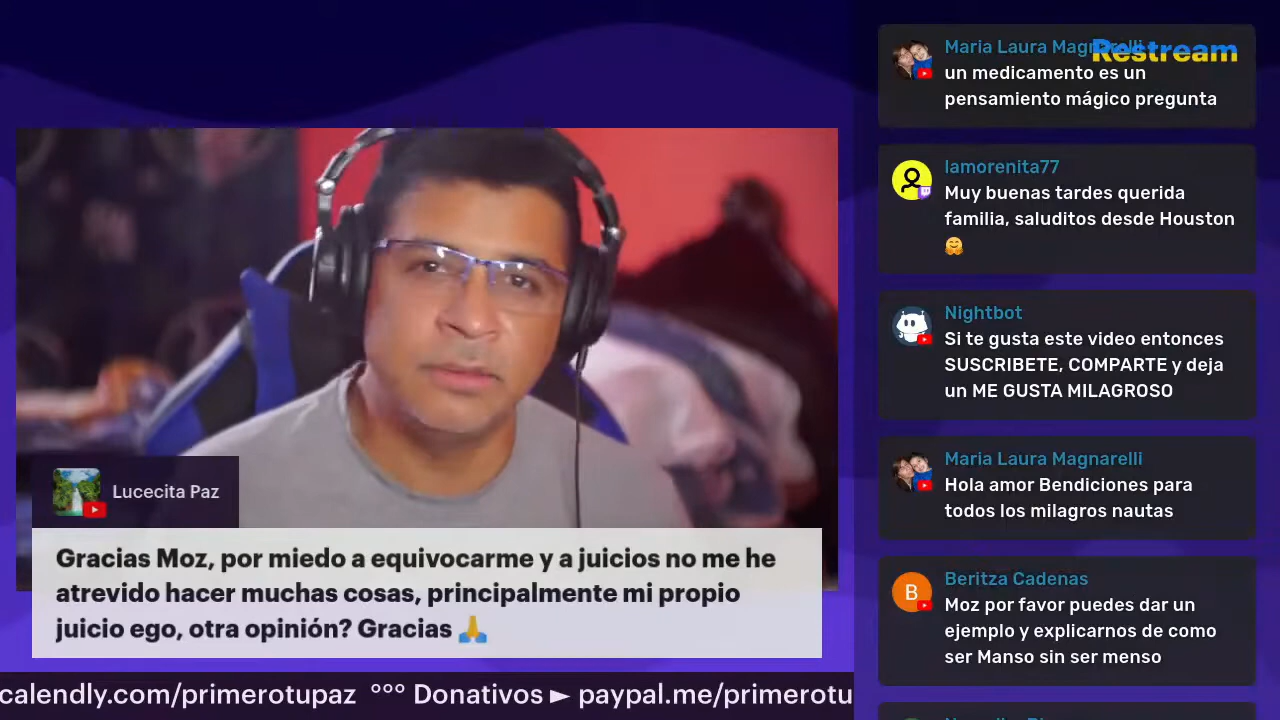 Maria Laura Magnarelli
Restream
un medicamento es un
pensamiento mágico pregunta
lamorenita77
Muy buenas tardes querida
familia, saluditos desde Houston
🤗
Nightbot
Si te gusta este video entonces
SUSCRIBETE, COMPARTE y deja
un ME GUSTA MILAGROSO
Maria Laura Magnarelli
Hola amor Bendiciones para
todos los milagros nautas
Beritza Cadenas
B
Moz por favor puedes dar un
ejemplo y explicarnos de como
ser Manso sin ser menso
Lucecita Paz
Gracias Moz, por miedo a equivocarme y a juicios no me he
atrevido hacer muchas cosas, principalmente mi propio
juicio ego, otra opinión? Gracias 🙏
calendly.com/primerotupaz °°° Donativos ► paypal.me/primerotu